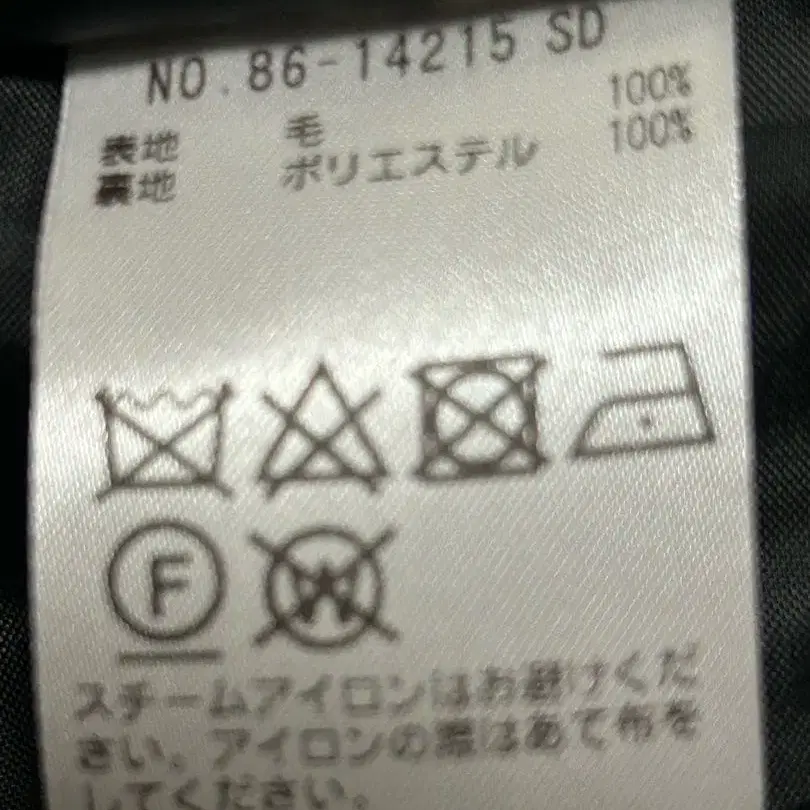 NO.86-14215 SD
表地 毛 100%
裏地 ポリエステル 100%
F W
スチームアイロンはお避けくだ
さい。アイロンの際はあて布を
してください。